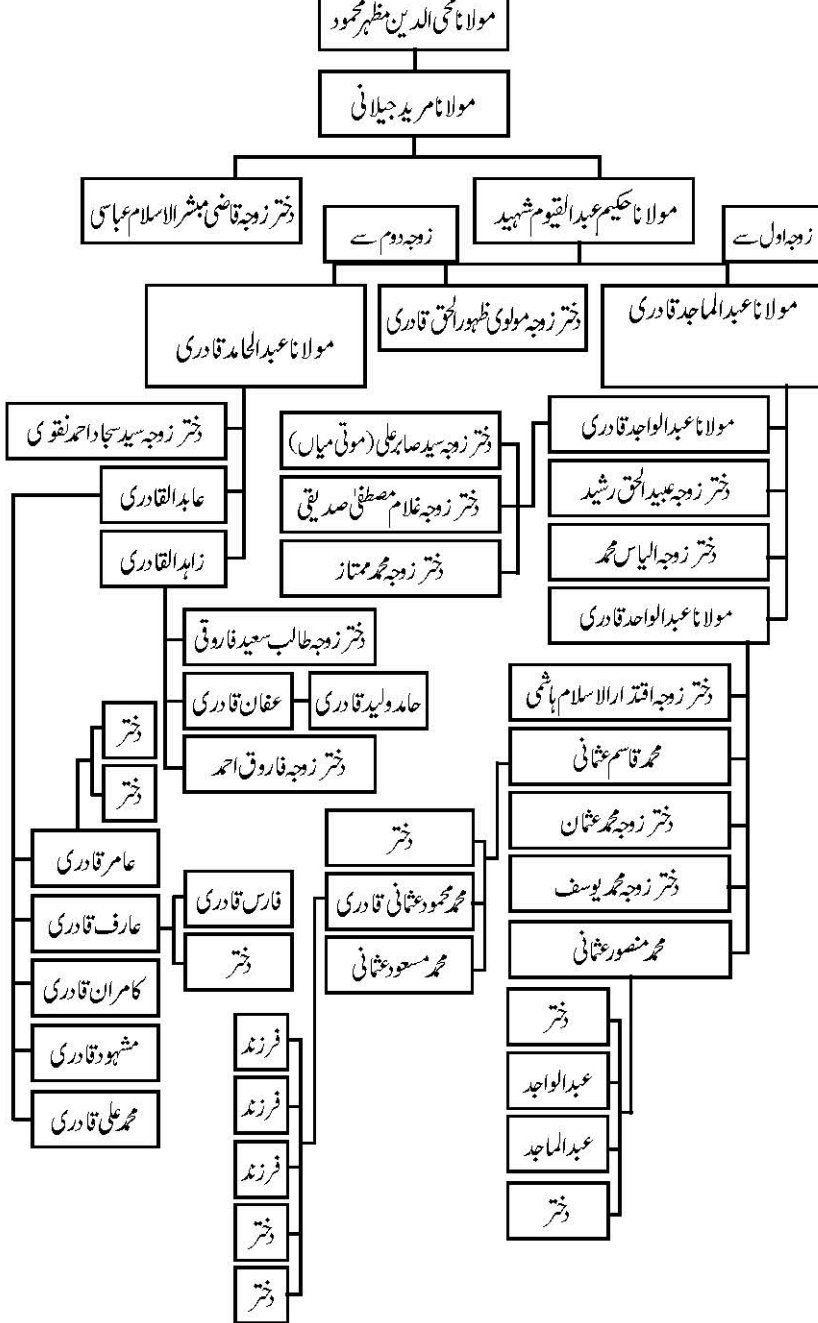 مولانا محی الدین مظہر محمود
مولانا مرید جیلانی
مولانا حکیم عبدالقیوم شہید
دختر زوجہ قاضی مبشر الاسلام عباسی
زوجہ اول سے
زوجہ دوم سے
مولانا عبدالماجد قادری
دختر زوجہ مولوی ظہورالحق قادری
مولانا عبدالحامد قادری
مولانا عبدالواجد قادری
دختر زوجہ عبیدالحق رشید
دختر زوجہ الیاس محمد
مولانا عبدالواحد قادری
دختر زوجہ سید صابر علی (موتی میاں)
دختر زوجہ غلام مصطفیٰ صدیقی
دختر زوجہ محمد ممتاز
دختر زوجہ سید سجاد احمد نقوی
عابد القادری
زاہد القادری
دختر زوجہ طالب سعید فاروقی
عفان قادری
حامد ولید قادری
دختر زوجہ فاروق احمد
دختر زوجہ اقتدار الاسلام ہاشمی
محمد قاسم عثمانی
دختر زوجہ محمد عثمان
دختر زوجہ محمد یوسف
محمد منصور عثمانی
دختر
محمد محمود عثمانی قادری
محمد مسعود عثمانی
دختر
دختر
عامر قادری
عارف قادری
کامران قادری
مشہود قادری
محمد علی قادری
فارس قادری
دختر
دختر
عبدالواجد
عبدالماجد
دختر
فرزند
فرزند
فرزند
دختر
دختر